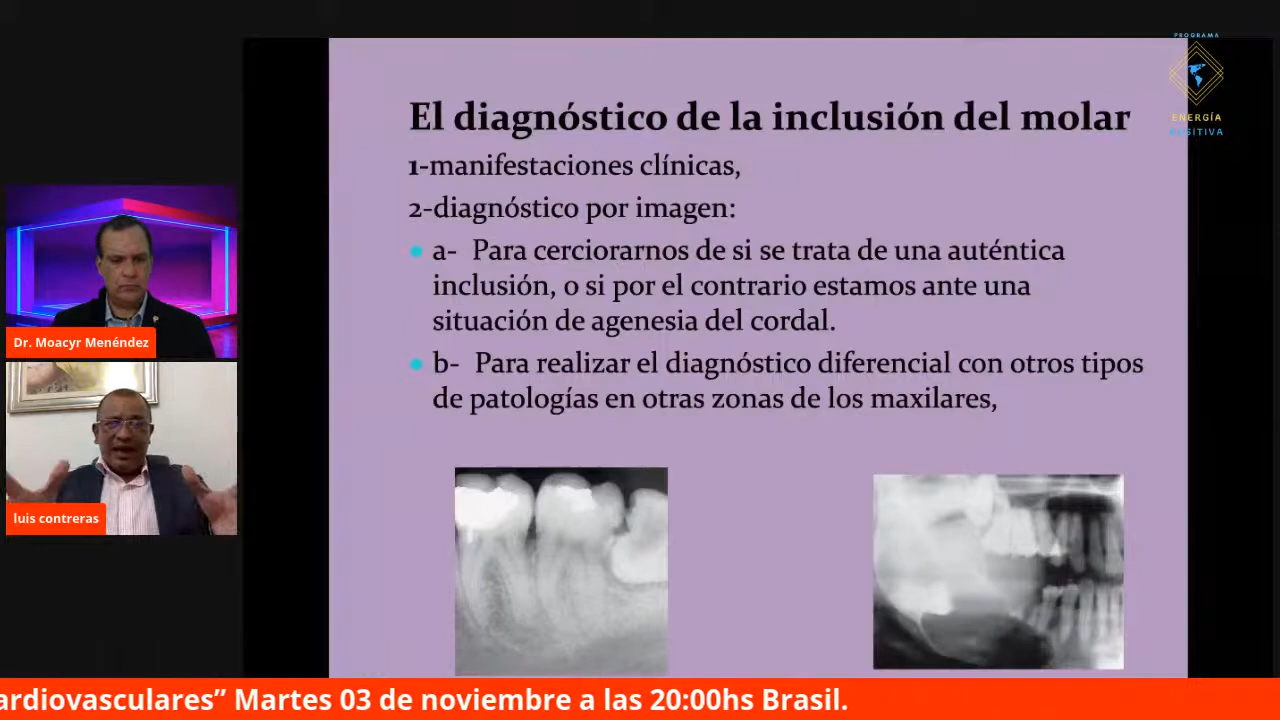 PROGRAMA
ENERGÍA
POSITIVA
El diagnóstico de la inclusión del molar
1-manifestaciones clínicas,
2-diagnóstico por imagen:
a- Para cerciorarnos de si se trata de una auténtica
inclusión, o si por el contrario estamos ante una
situación de agenesia del cordal.
b- Para realizar el diagnóstico diferencial con otros tipos
de patologías en otras zonas de los maxilares,
Dr. Moacyr Menéndez
luis contreras
ardiovasculares” Martes 03 de noviembre a las 20:00hs Brasil.